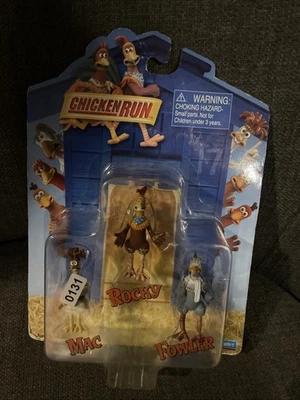 CHICKEN RUN
WARNING:
CHOKING HAZARD-
Small parts. Not for
Children under 3 years.
0131
ROCKY
MAC
FOWLER